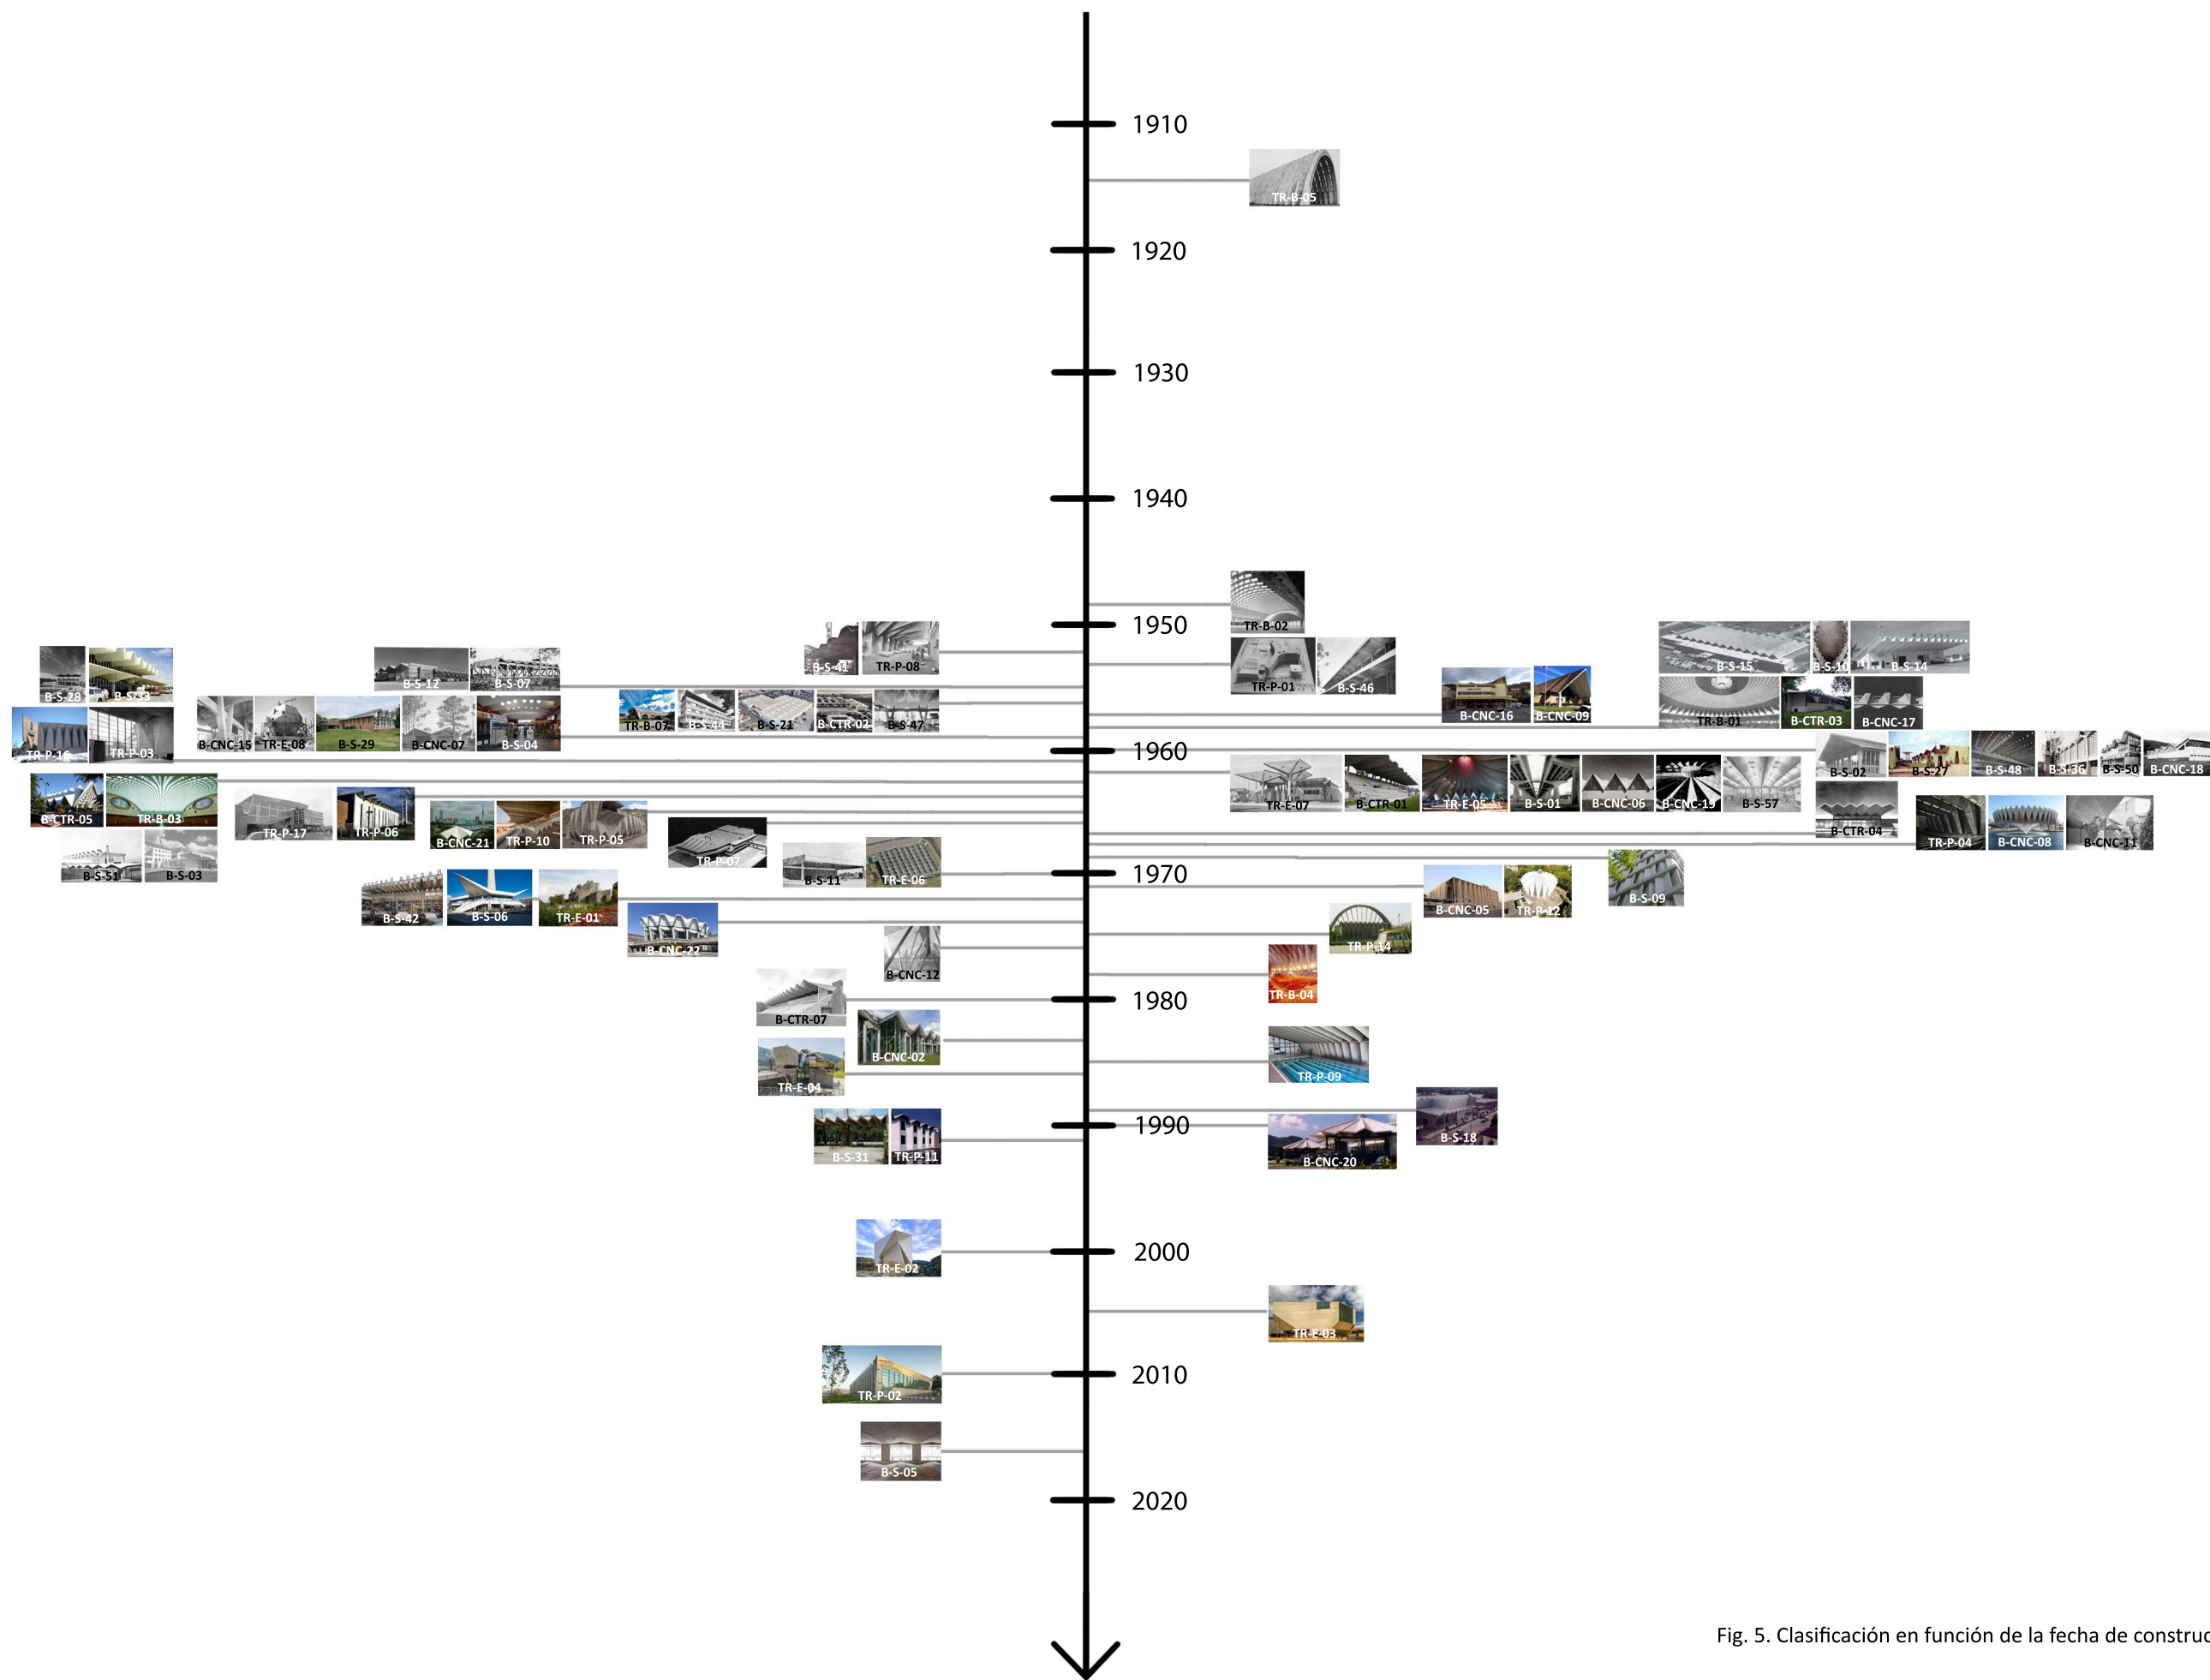 1910
TR-B-05
1920
1930
1940
TR-B-02
1950
B-S-41
TR-P-08
B-S-15
B-S-10
B-S-14
B-S-28
B-S-33
B-S-12
B-S-07
TR-P-01
B-S-46
B-CNC-16
B-CNC-09
TR-B-01
B-CTR-03
B-CNC-17
TR-B-07
B-S-44
B-S-21
B-CTR-02
B-S-47
TR-P-16
TR-P-03
B-CNC-15
TR-E-08
B-S-29
B-CNC-07
B-S-04
1960
B-S-02
B-S-27
B-S-48
B-S-36
B-S-50
B-CNC-18
TR-E-07
B-CTR-01
TR-E-05
B-S-01
B-CNC-06
B-CNC-19
B-S-57
B-CTR-05
TR-B-03
TR-P-17
TR-P-06
B-CNC-21
TR-P-10
TR-P-05
B-CTR-04
TR-P-04
B-CNC-08
B-CNC-11
TR-P-07
B-S-51
B-S-03
B-S-11
TR-E-06
1970
B-S-09
B-CNC-05
TR-P-12
B-S-42
B-S-06
TR-E-01
B-CNC-22
TR-P-14
B-CNC-12
TR-B-04
1980
B-CTR-07
B-CNC-02
TR-P-09
TR-E-04
1990
B-S-18
B-S-31
TR-P-11
B-CNC-20
2000
TR-E-02
TR-E-03
2010
TR-P-02
B-S-05
2020
Fig. 5. Clasificación en función de la fecha de construc